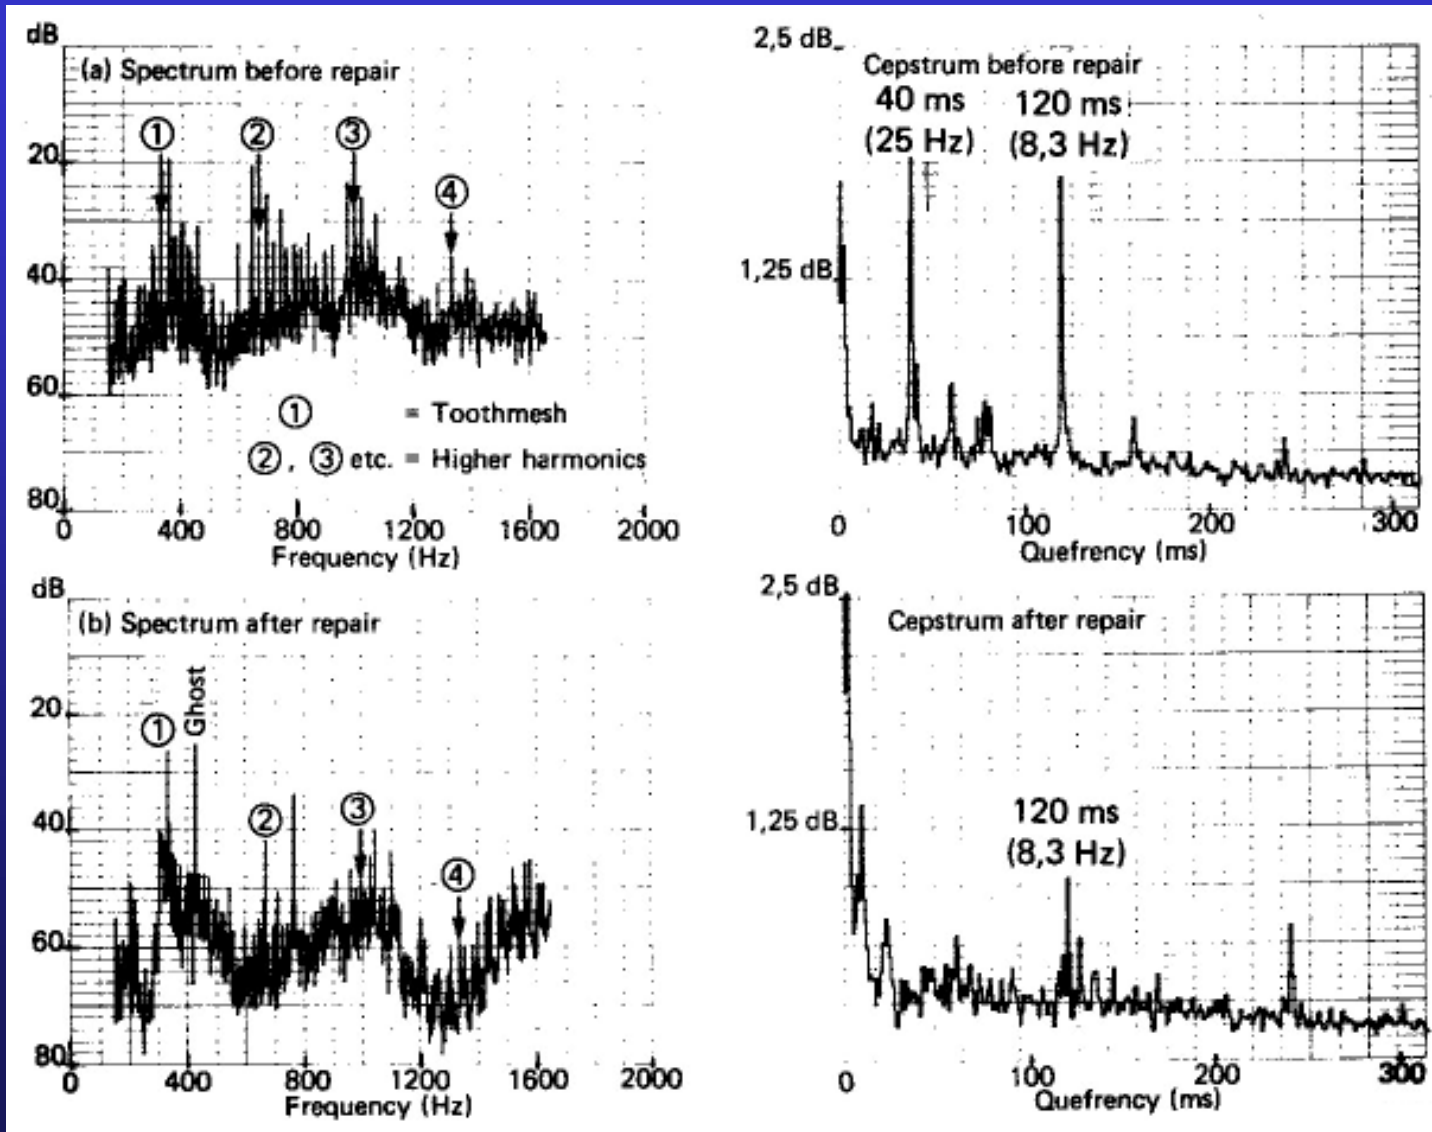 dB
(a) Spectrum before repair
① ② ③
④
20
40
60
① = Toothmesh
②, ③ etc. = Higher harmonics
80
0 400 800 1200 1600 2000
Frequency (Hz)
2,5 dB
Cepstrum before repair
40 ms 120 ms
(25 Hz) (8,3 Hz)
1,25 dB
0 100 200 300
Quefrency (ms)
dB
(b) Spectrum after repair
Ghost
20
①
40
② ③
④
60
80
0 400 800 1200 1600 2000
Frequency (Hz)
2,5 dB
Cepstrum after repair
1,25 dB
120 ms
(8,3 Hz)
0 100 200 300
Quefrency (ms)